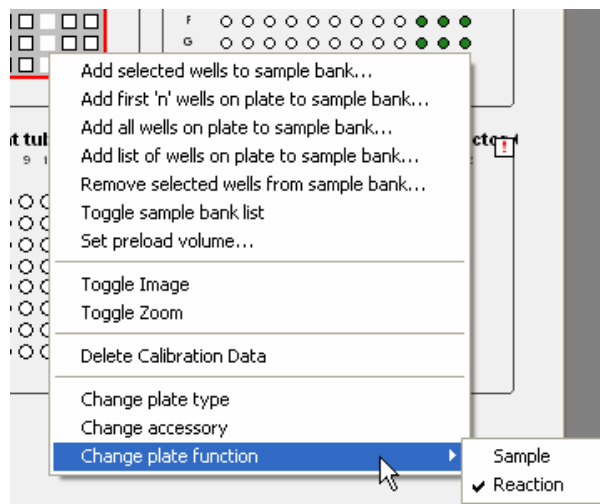 F
G
Add selected wells to sample bank...
Add first 'n' wells on plate to sample bank...
Add all wells on plate to sample bank...
Add list of wells on plate to sample bank...
Remove selected wells from sample bank...
Toggle sample bank list
Set preload volume...
Toggle Image
Toggle Zoom
Delete Calibration Data
Change plate type
Change accessory
Change plate function
Sample
Reaction
9
!